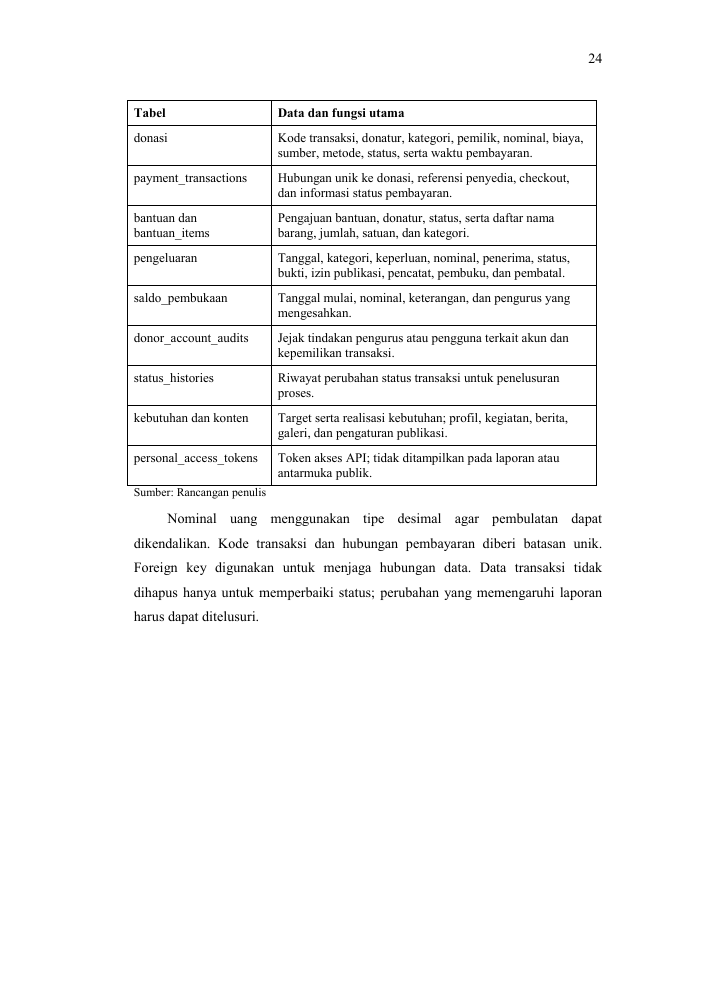 24
Tabel Data dan fungsi utama
donasi Kode transaksi, donatur, kategori, pemilik, nominal, biaya,
sumber, metode, status, serta waktu pembayaran.
payment_transactions Hubungan unik ke donasi, referensi penyedia, checkout,
dan informasi status pembayaran.
bantuan dan Pengajuan bantuan, donatur, status, serta daftar nama
bantuan_items barang, jumlah, satuan, dan kategori.
pengeluaran Tanggal, kategori, keperluan, nominal, penerima, status,
bukti, izin publikasi, pencatat, pembuku, dan pembatal.
saldo_pembukaan Tanggal mulai, nominal, keterangan, dan pengurus yang
mengesahkan.
donor_account_audits Jejak tindakan pengurus atau pengguna terkait akun dan
kepemilikan transaksi.
status_histories Riwayat perubahan status transaksi untuk penelusuran
proses.
kebutuhan dan konten Target serta realisasi kebutuhan; profil, kegiatan, berita,
galeri, dan pengaturan publikasi.
personal_access_tokens Token akses API; tidak ditampilkan pada laporan atau
antarmuka publik.
Sumber: Rancangan penulis
Nominal uang menggunakan tipe desimal agar pembulatan dapat
dikendalikan. Kode transaksi dan hubungan pembayaran diberi batasan unik.
Foreign key digunakan untuk menjaga hubungan data. Data transaksi tidak
dihapus hanya untuk memperbaiki status; perubahan yang memengaruhi laporan
harus dapat ditelusuri.